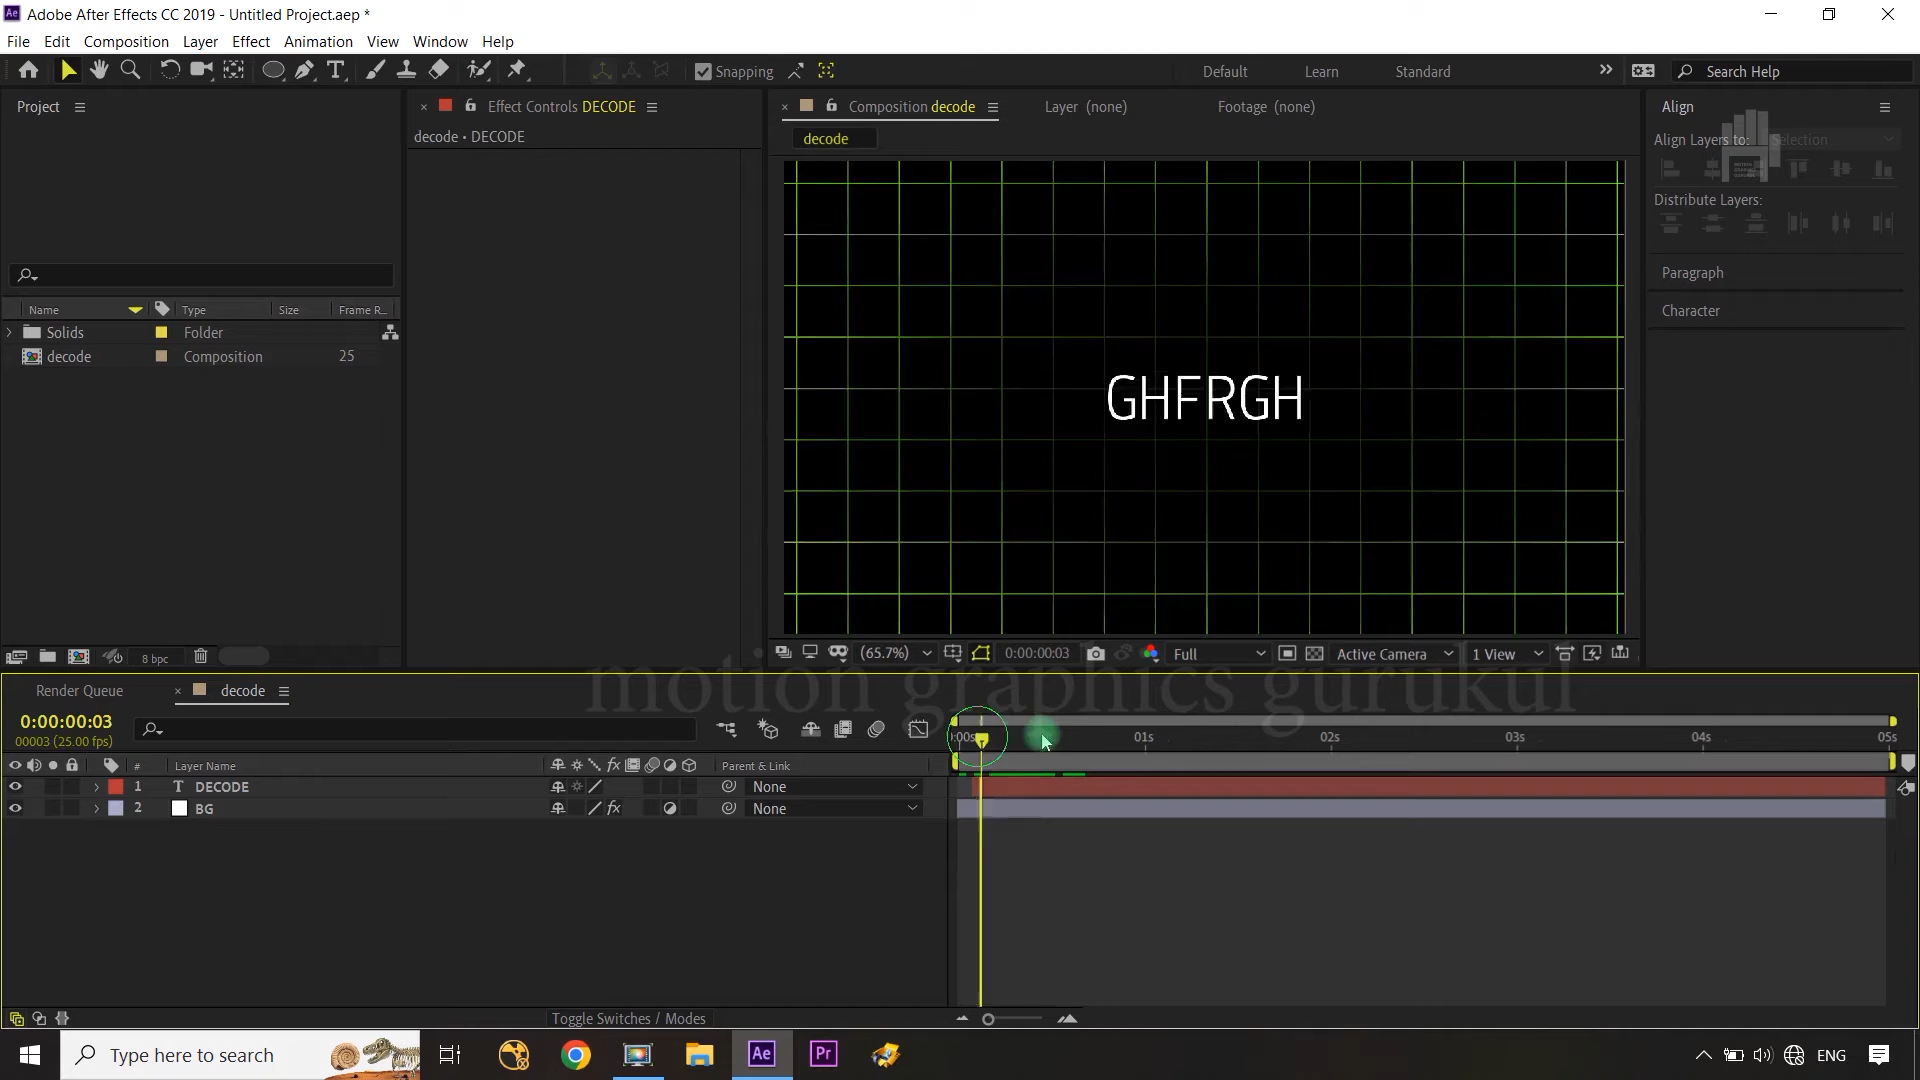 Adobe After Effects CC 2019 - Untitled Project.aep *
File Edit Composition Layer Effect Animation View Window Help
Snapping
Default Learn Standard
Search Help
Project
Effect Controls DECODE
Composition decode
Layer (none)
Footage (none)
Align
decode • DECODE
decode
Align Layers to: Selection
Distribute Layers:
Paragraph
Character
Name Type Size Frame R...
Solids Folder
decode Composition 25
GHFRGH
8 bpc
(65.7%) 0:00:00:03 Full Active Camera 1 View
motion graphics gurukul
Render Queue
decode
0:00:00:03
00003 (25.00 fps)
:00s 01s 02s 03s 04s 05s
# Layer Name Parent & Link
1 T DECODE None
2 BG None
Toggle Switches / Modes
Type here to search
Ae
Pr
ENG